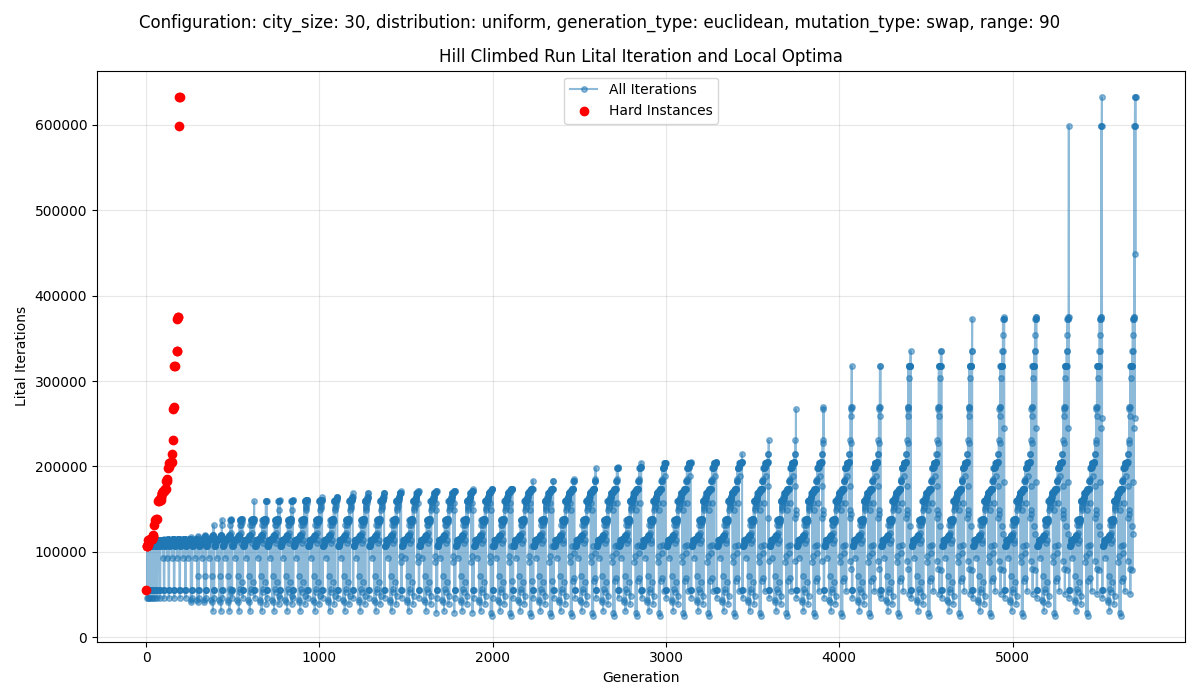 Configuration: city_size: 30, distribution: uniform, generation_type: euclidean, mutation_type: swap, range: 90
Hill Climbed Run Lital Iteration and Local Optima
All Iterations
Hard Instances
600000
500000
400000
300000
200000
100000
0
Lital Iterations
0 1000 2000 3000 4000 5000
Generation